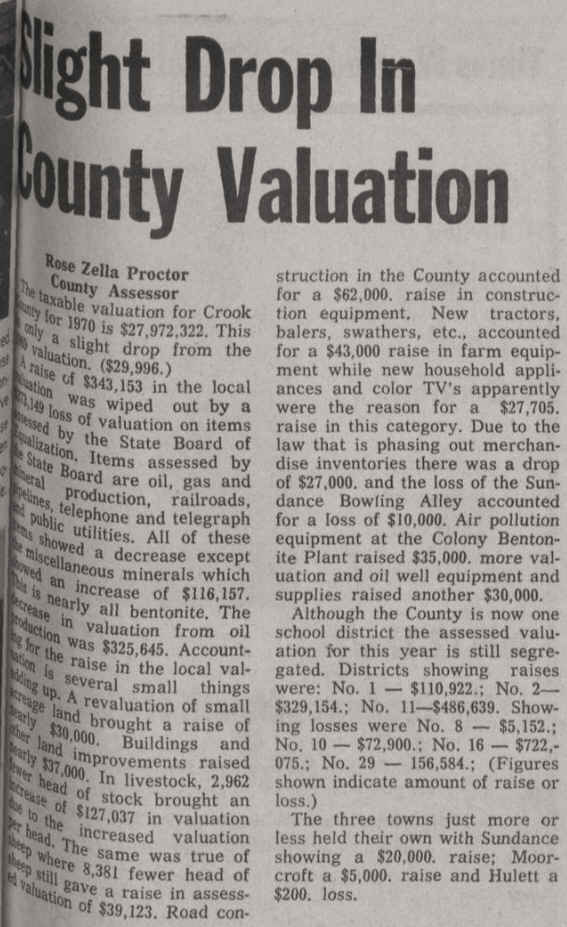 Slight Drop In
County Valuation
Rose Zella Proctor
County Assessor
The taxable valuation for Crook
County for 1970 is $27,972,322. This
only a slight drop from the
valuation. ($29,996.)
A raise of $343,153 in the local
valuation was wiped out by a
loss of valuation on items
assessed by the State Board of
Equalization. Items assessed by
the State Board are oil, gas and
mineral production, railroads,
pipelines, telephone and telegraph
and public utilities. All of these
items showed a decrease except
the miscellaneous minerals which
showed an increase of $116,157.
This is nearly all bentonite. The
decrease in valuation from oil
production was $325,645. Account-
ing for the raise in the local val-
uation is several small things
adding up. A revaluation of small
acreage land brought a raise of
nearly $30,000. Buildings and
other land improvements raised
nearly $37,000. In livestock, 2,962
fewer head of stock brought an
increase of $127,037 in valuation
due to the increased valuation
per head. The same was true of
sheep where 8,381 fewer head of
sheep still gave a raise in assess-
ed valuation of $39,123. Road con-
struction in the County accounted
for a $62,000. raise in construc-
tion equipment. New tractors,
balers, swathers, etc., accounted
for a $43,000 raise in farm equip-
ment while new household appli-
ances and color TV's apparently
were the reason for a $27,705.
raise in this category. Due to the
law that is phasing out merchan-
dise inventories there was a drop
of $27,000. and the loss of the Sun-
dance Bowling Alley accounted
for a loss of $10,000. Air pollution
equipment at the Colony Benton-
ite Plant raised $35,000. more val-
uation and oil well equipment and
supplies raised another $30,000.
Although the County is now one
school district the assessed valu-
ation for this year is still segre-
gated. Districts showing raises
were: No. 1 — $110,922.; No. 2—
$329,154.; No. 11—$486,639. Show-
ing losses were No. 8 — $5,152.;
No. 10 — $72,900.; No. 16 — $722,-
075.; No. 29 — 156,584.; (Figures
shown indicate amount of raise or
loss.)
The three towns just more or
less held their own with Sundance
showing a $20,000. raise; Moor-
croft a $5,000. raise and Hulett a
$200. loss.